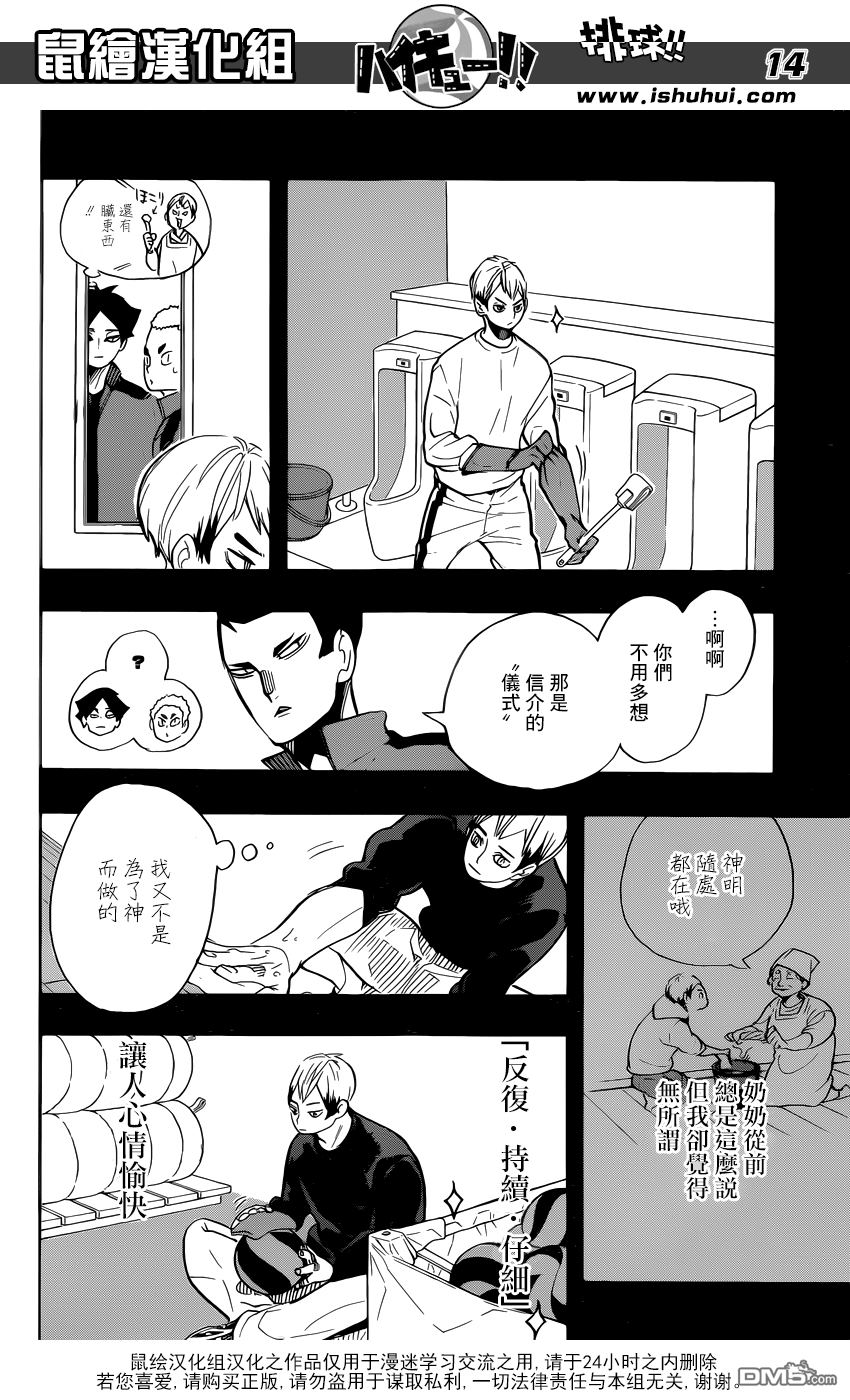 鼠繪漢化組
ハイキュー!!
排球!!
14
www.ishuhui.com
ほこり
還有
臟東西
!!
…啊啊
你們
不用多想
那是
信介的
〝儀式〞
?
神明
隨處
都在哦
我又不是
為了神
而做的
奶奶從前
總是這麼說
但我卻覺得
無所謂
「反復・持續・仔細」
讓人心情愉快
鼠绘汉化组汉化之作品仅用于漫迷学习交流之用, 请于24小时之内删除
若您喜爱, 请购买正版, 请勿用于谋取私利, 一切法律责任与本组无关, 谢谢。
DM5.com